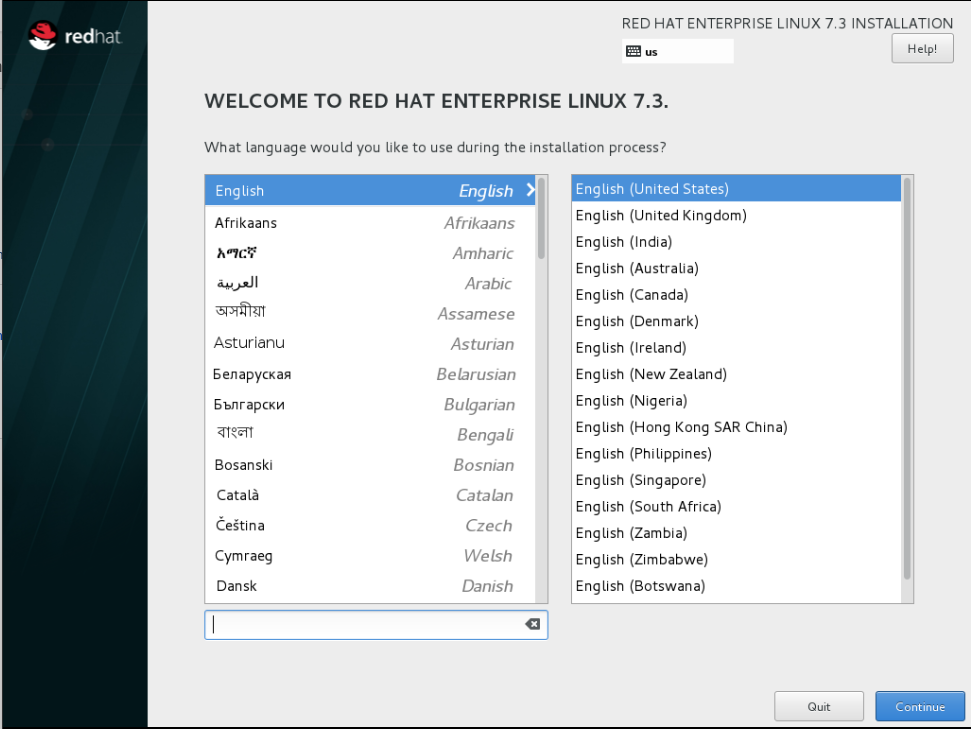 redhat.
RED HAT ENTERPRISE LINUX 7.3 INSTALLATION
us
Help!
WELCOME TO RED HAT ENTERPRISE LINUX 7.3.
What language would you like to use during the installation process?
English English
Afrikaans Afrikaans
አማርኛ Amharic
العربية Arabic
অসমীয়া Assamese
Asturianu Asturian
Беларуская Belarusian
Български Bulgarian
বাংলা Bengali
Bosanski Bosnian
Català Catalan
Čeština Czech
Cymraeg Welsh
Dansk Danish
English (United States)
English (United Kingdom)
English (India)
English (Australia)
English (Canada)
English (Denmark)
English (Ireland)
English (New Zealand)
English (Nigeria)
English (Hong Kong SAR China)
English (Philippines)
English (Singapore)
English (South Africa)
English (Zambia)
English (Zimbabwe)
English (Botswana)
Quit
Continue